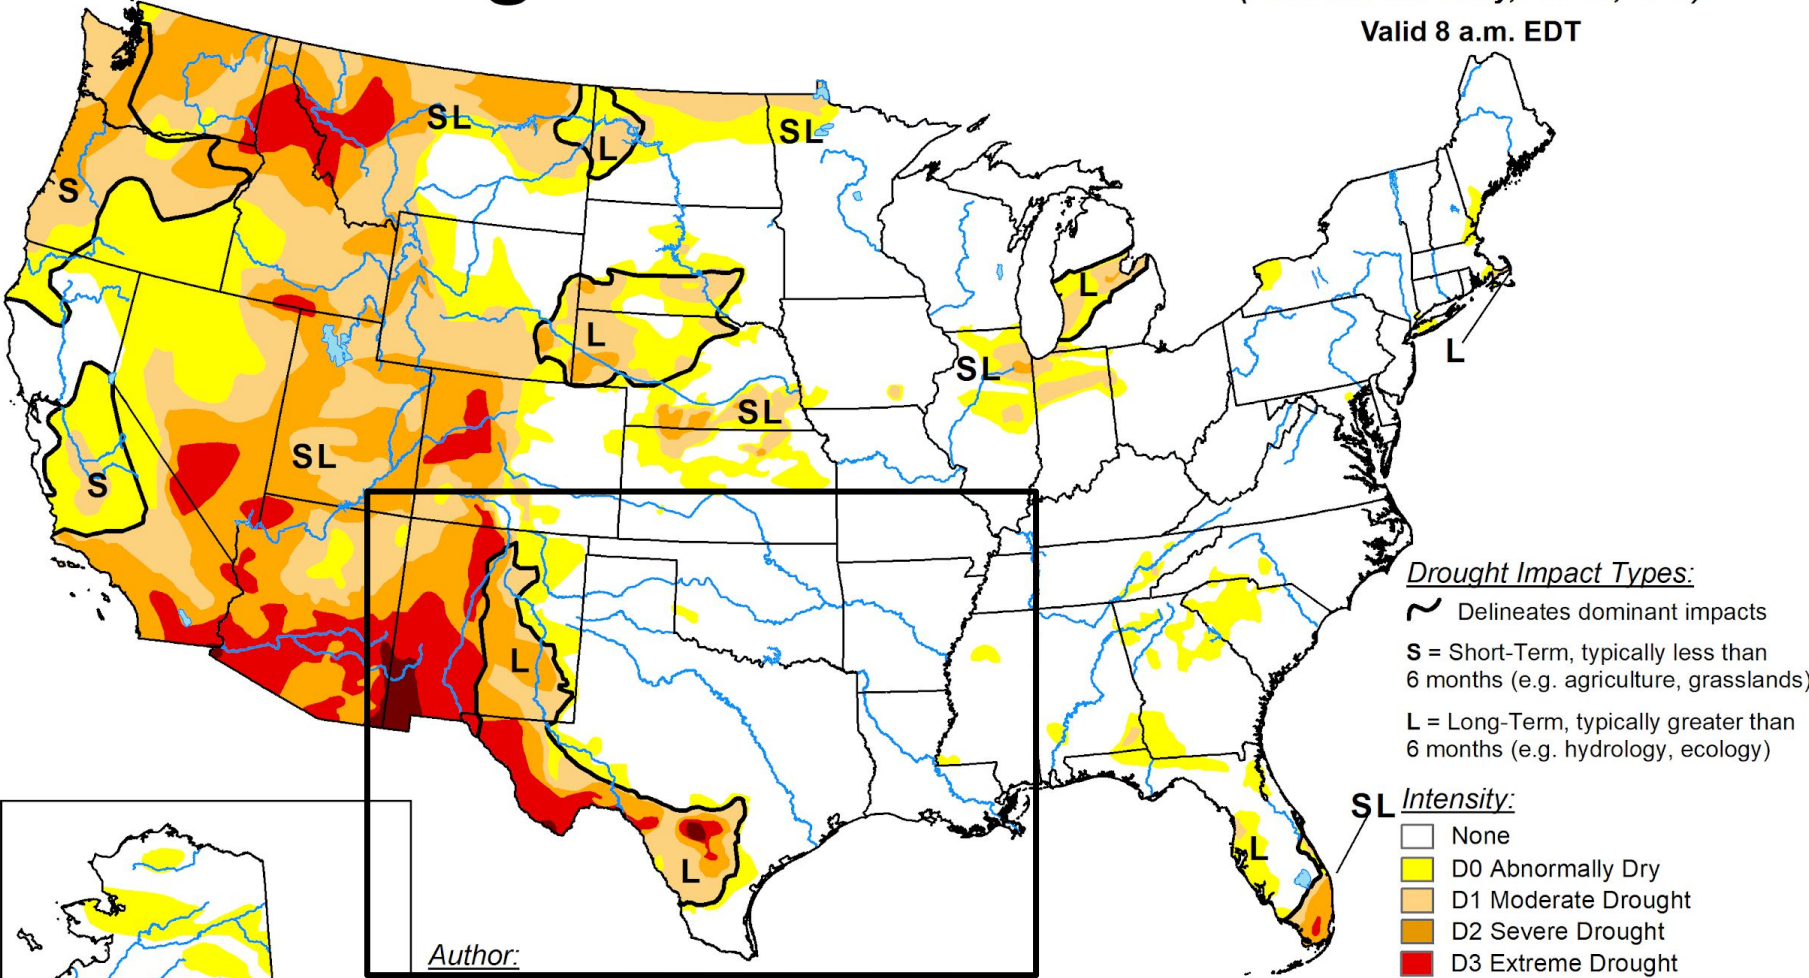 Valid 8 a.m. EDT
SL
L
SL
S
L
L
SL
L
L
SL
SL
S
L
L
L
SL
Drought Impact Types:
Delineates dominant impacts
S = Short-Term, typically less than
6 months (e.g. agriculture, grasslands)
L = Long-Term, typically greater than
6 months (e.g. hydrology, ecology)
Intensity:
None
D0 Abnormally Dry
D1 Moderate Drought
D2 Severe Drought
D3 Extreme Drought
Author: